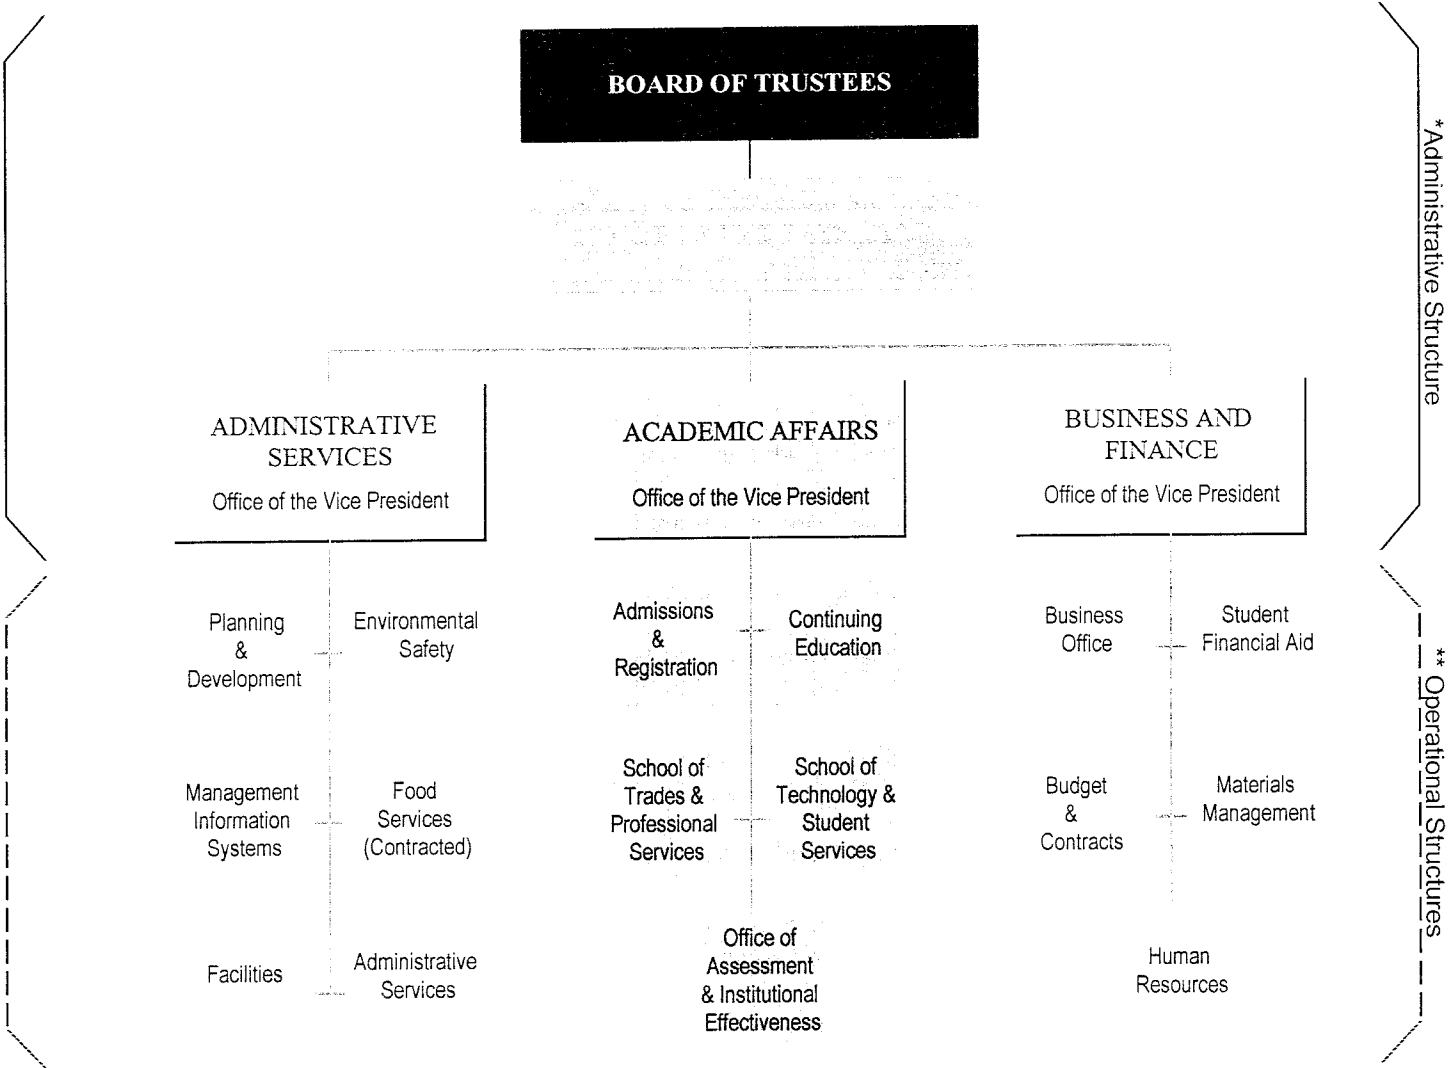 BOARD OF TRUSTEES
*Administrative Structure
ADMINISTRATIVE
SERVICES
Office of the Vice President
ACADEMIC AFFAIRS
Office of the Vice President
BUSINESS AND
FINANCE
Office of the Vice President
** Operational Structures
Planning
&
Development
Environmental
Safety
Management
Information
Systems
Food
Services
(Contracted)
Facilities
Administrative
Services
Admissions
&
Registration
Continuing
Education
School of
Trades &
Professional
Services
School of
Technology &
Student
Services
Office of
Assessment
& Institutional
Effectiveness
Business
Office
Student
Financial Aid
Budget
&
Contracts
Materials
Management
Human
Resources